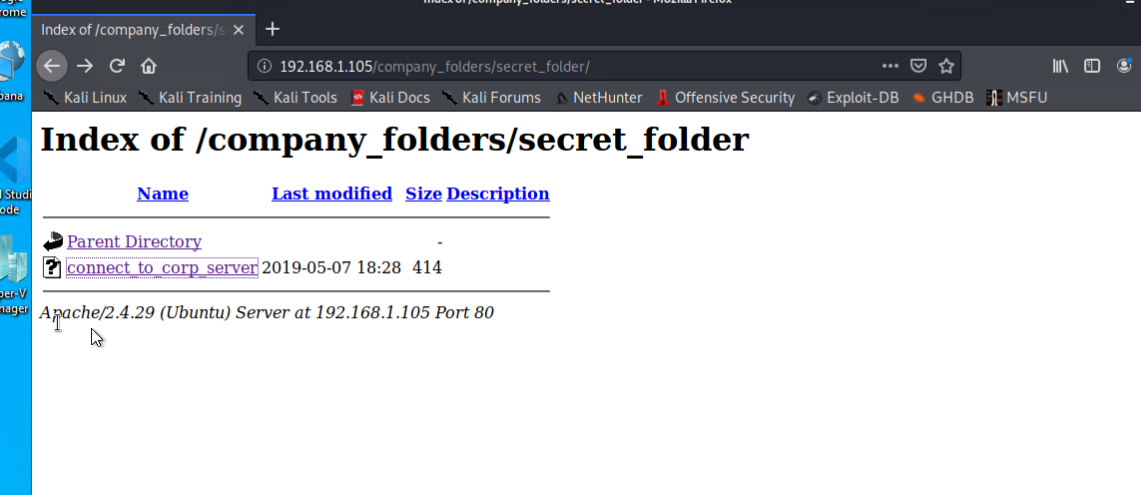 Index of /company_folders/secret_folder - Mozilla Firefox
rome
Index of /company_folders/s
192.168.1.105/company_folders/secret_folder/
bana
Kali Linux Kali Training Kali Tools Kali Docs Kali Forums NetHunter Offensive Security Exploit-DB GHDB MSFU
Index of /company_folders/secret_folder
l Studi
ode
Name Last modified Size Description
Parent Directory -
connect_to_corp_server 2019-05-07 18:28 414
per-V
nager
Apache/2.4.29 (Ubuntu) Server at 192.168.1.105 Port 80